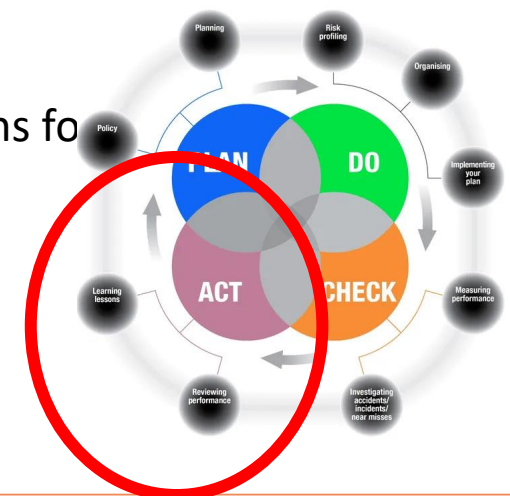 Planning
Risk
profiling
Organising
ns fo
Policy
PLAN
DO
Implementing
your
plan
Learning
lessons
ACT
CHECK
Measuring
performance
Reviewing
performance
Investigating
accidents/
incidents/
near misses